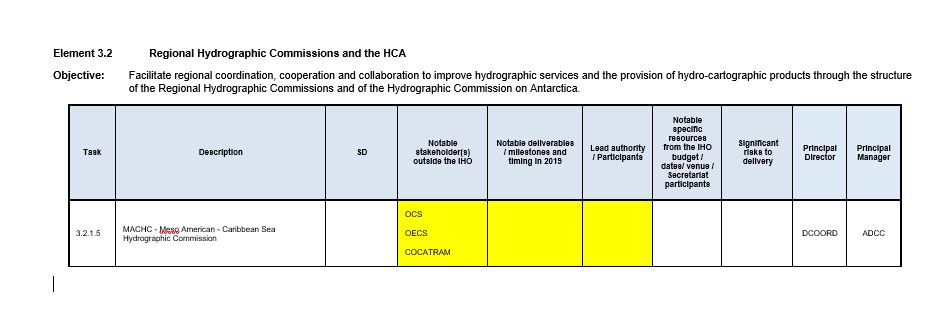 Element 3.2 Regional Hydrographic Commissions and the HCA
Objective: Facilitate regional coordination, cooperation and collaboration to improve hydrographic services and the provision of hydro-cartographic products through the structure
of the Regional Hydrographic Commissions and of the Hydrographic Commission on Antarctica.
Task
Description
SD
Notable
stakeholder(s)
outside the IHO
Notable deliverables
/ milestones and
timing in 2019
Lead authority
/ Participants
Notable
specific
resources
from the IHO
budget /
dates/ venue /
Secretariat
participants
Significant
risks to
delivery
Principal
Director
Principal
Manager
3.2.1.5
MACHC - Meso American - Caribbean Sea
Hydrographic Commission
OCS
OECS
COCATRAM
DCOORD
ADCC